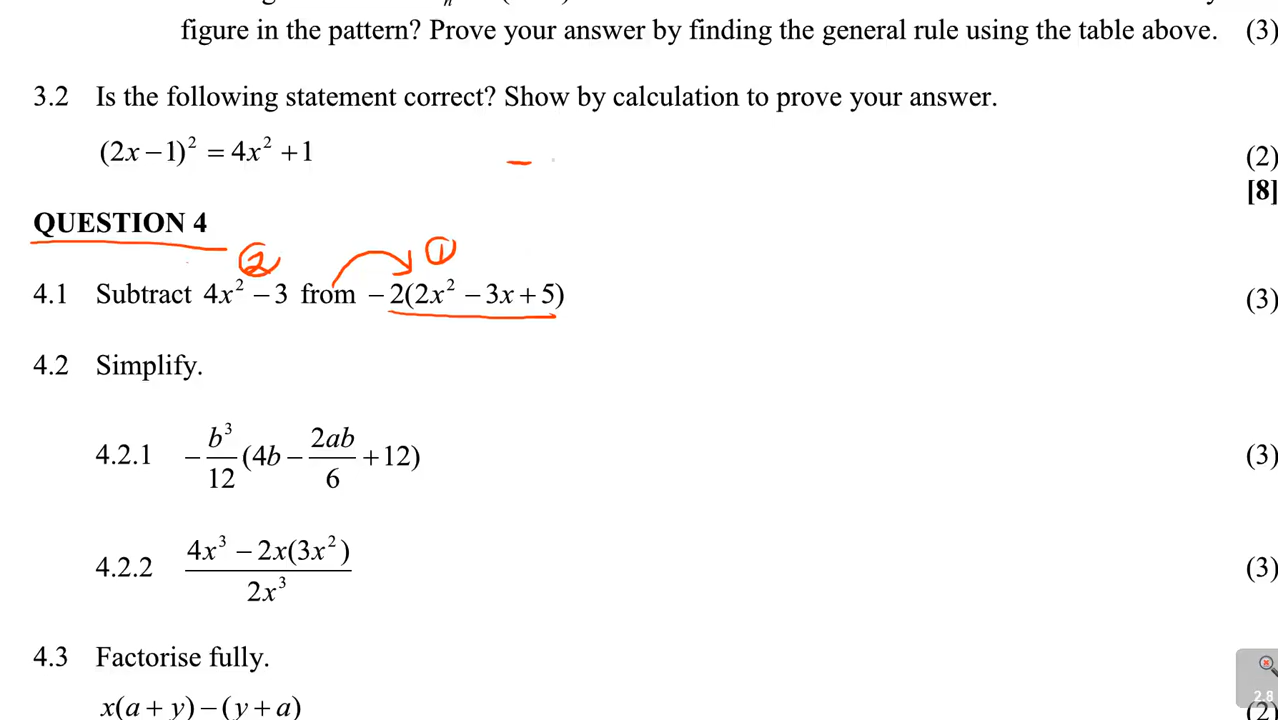 figure in the pattern? Prove your answer by finding the general rule using the table above. (3)
3.2 Is the following statement correct? Show by calculation to prove your answer.
(2x − 1)² = 4x² + 1
(2)
[8]
QUESTION 4
② ①
4.1 Subtract 4x² − 3 from − 2(2x² − 3x + 5) (3)
4.2 Simplify.
4.2.1 − b³/12 (4b − 2ab/6 + 12) (3)
4.2.2 (4x³ − 2x(3x²))/2x³ (3)
4.3 Factorise fully.
x(a + y) − (y + a) (2)
2.8